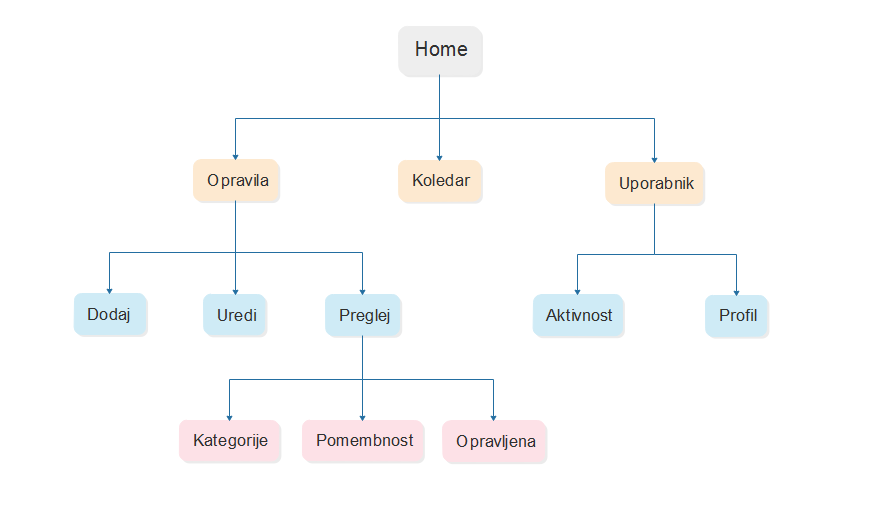 Home
Opravila
Koledar
Uporabnik
Dodaj
Uredi
Preglej
Aktivnost
Profil
Kategorije
Pomembnost
Opravljena